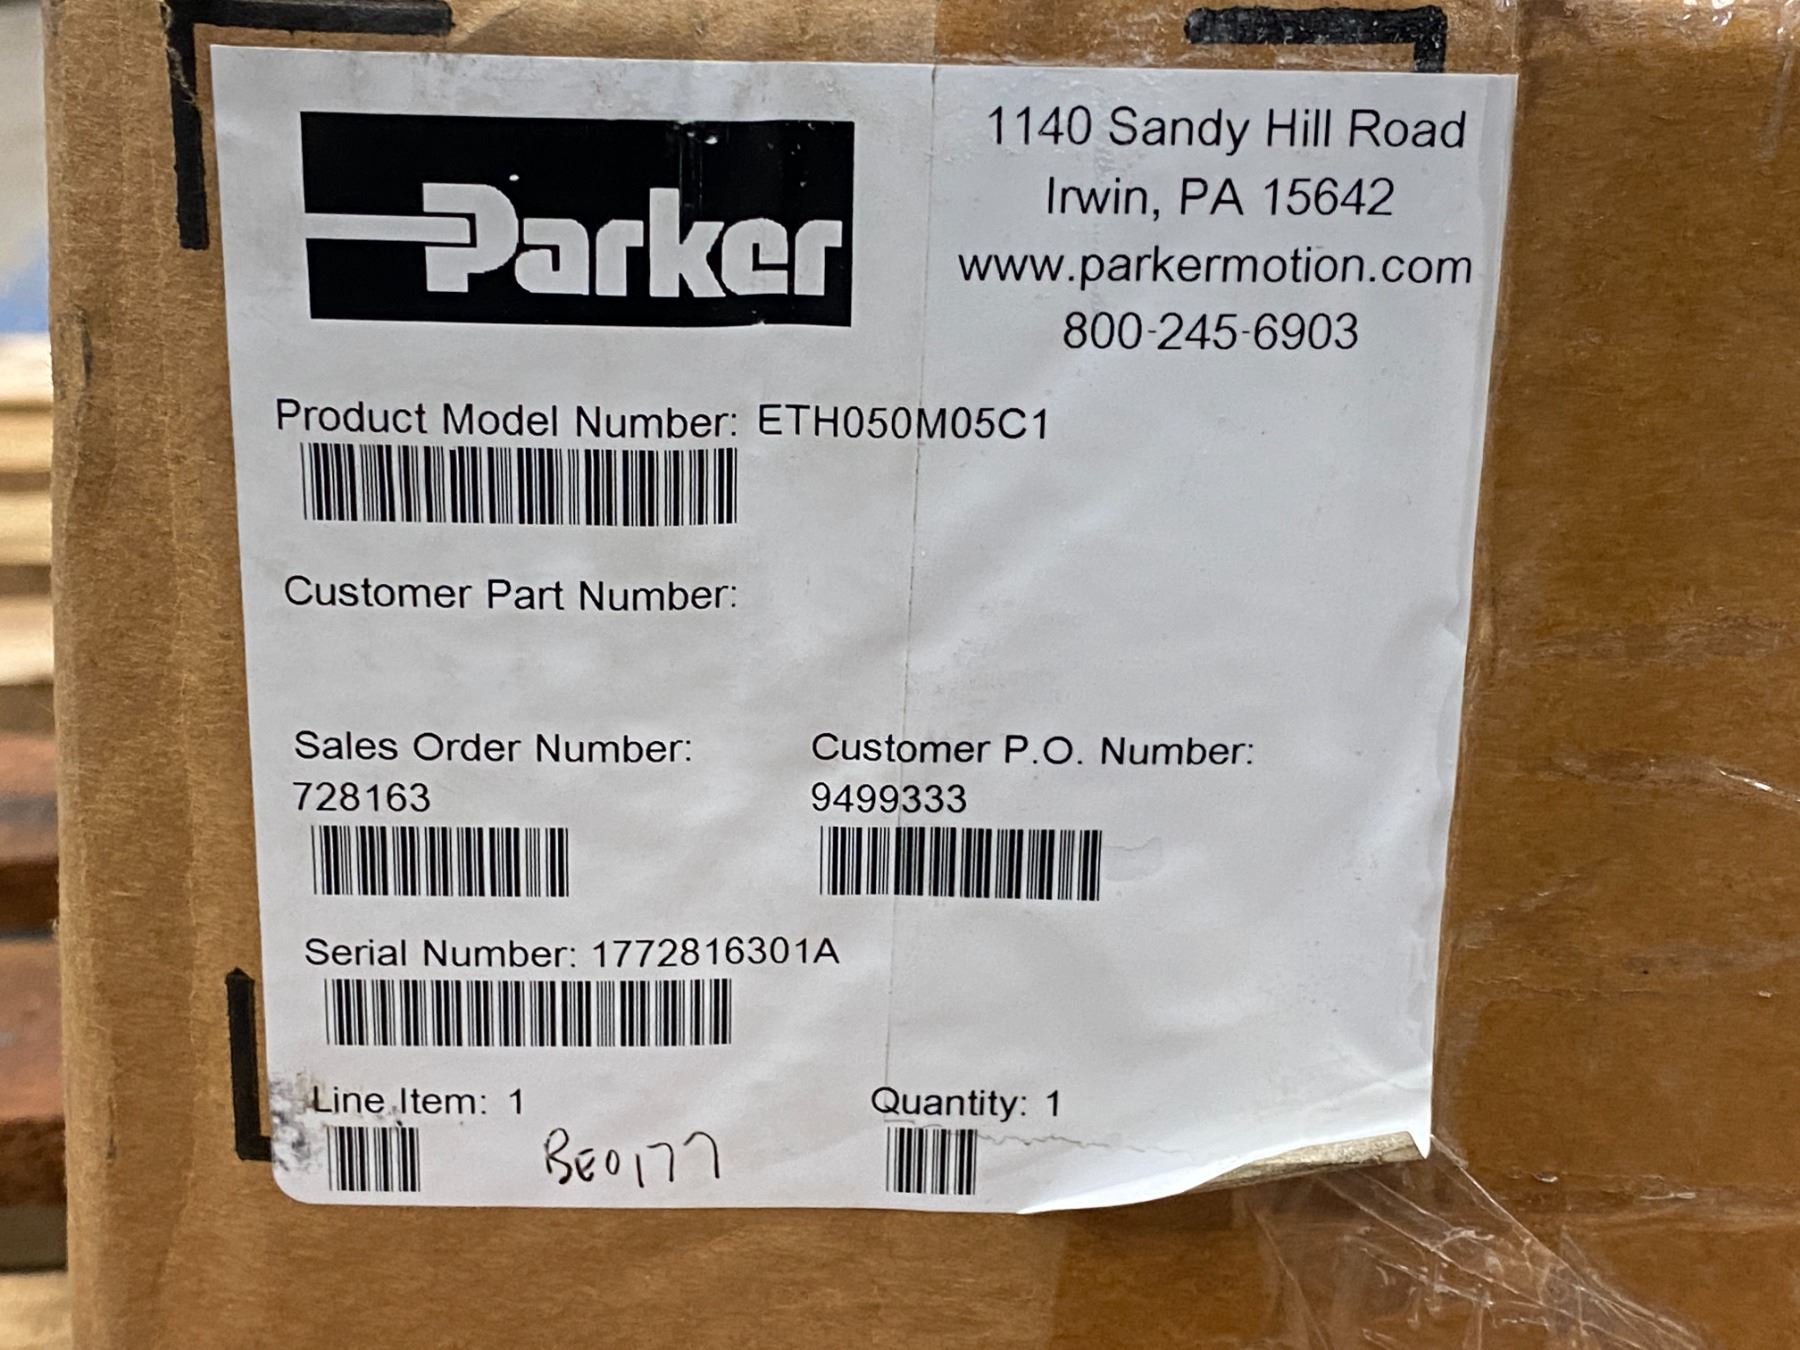 Parker
1140 Sandy Hill Road
Irwin, PA 15642
www.parkermotion.com
800-245-6903
Product Model Number: ETH050M05C1
Customer Part Number:
Sales Order Number:
728163
Customer P.O. Number:
9499333
Serial Number: 1772816301A
Line Item: 1
Quantity: 1
BE0177